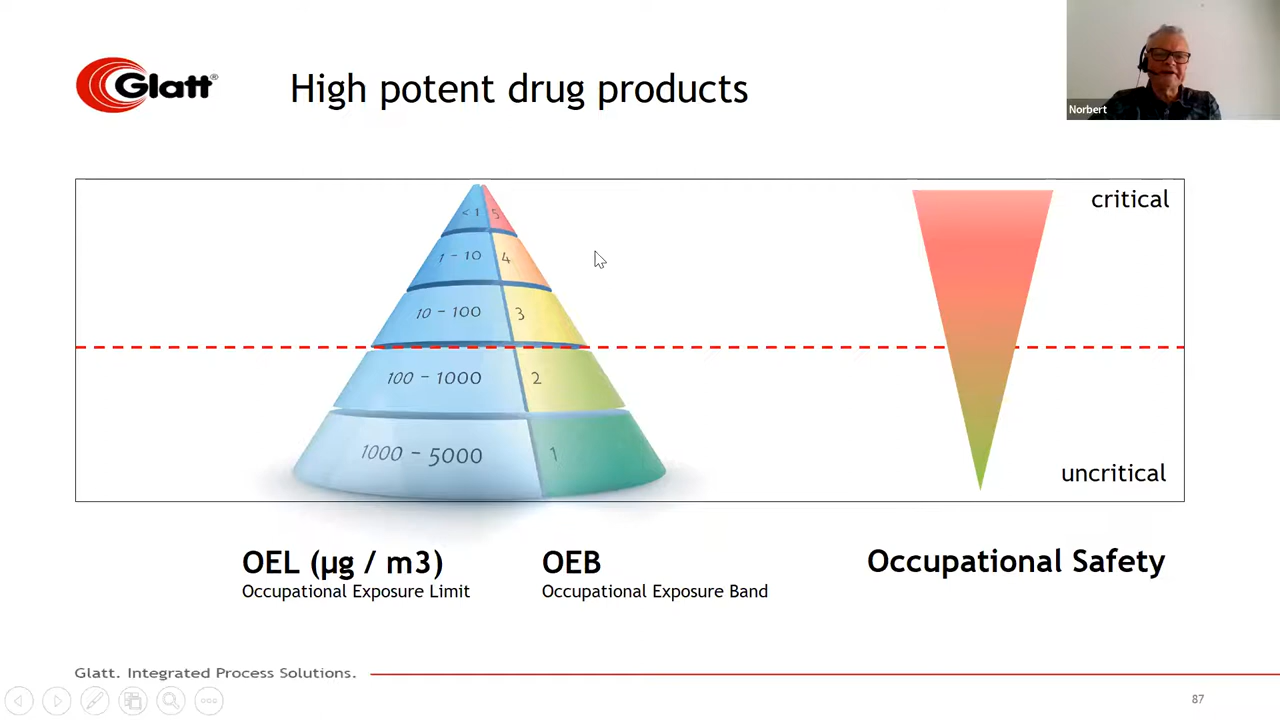 Glatt®
High potent drug products
Norbert
critical
< 1 5
1 - 10 4
10 - 100 3
100 - 1000 2
1000 - 5000 1
uncritical
OEL (µg / m3)
Occupational Exposure Limit
OEB
Occupational Exposure Band
Occupational Safety
Glatt. Integrated Process Solutions.
87